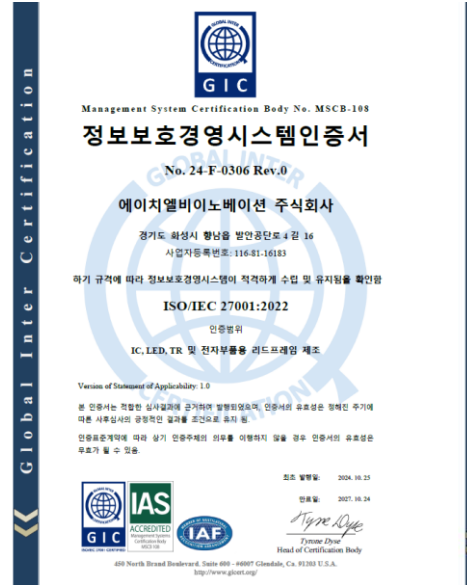 GLOBAL INTER
CERTIFICATION
GIC
Management System Certification Body No. MSCB-108
정보보호경영시스템인증서
No. 24-F-0306 Rev.0
에이치엘비이노베이션 주식회사
경기도 화성시 향남읍 발안공단로 4 길 16
사업자등록번호: 116-81-16183
하기 규격에 따라 정보보호경영시스템이 적격하게 수립 및 유지됨을 확인함
ISO/IEC 27001:2022
인증범위
IC, LED, TR 및 전자부품용 리드프레임 제조
Version of Statement of Applicability: 1.0
본 인증서는 적합한 심사결과에 근거하여 발행되었으며, 인증서의 유효성은 정해진 주기에
따른 사후심사의 긍정적인 결과를 조건으로 유지 됨.
인증표준계약에 따라 상기 인증주체의 의무를 이행하지 않을 경우 인증서의 유효성은
무효가 될 수 있음.
최초 발행일: 2024. 10. 25
만료일: 2027. 10. 24
Tyrone Dyse
Tymne Dyse
Head of Certification Body
GIC
IAS
ACCREDITED
Management Systems
Certification Body
MSCB-108
IAF
450 North Brand Boulevard. Suite 600 - #6007 Glendale, Ca. 91203 U.S.A.
http://www.gicert.org/
Global Inter Certification
GLOBAL INTER
CERTIFICATION